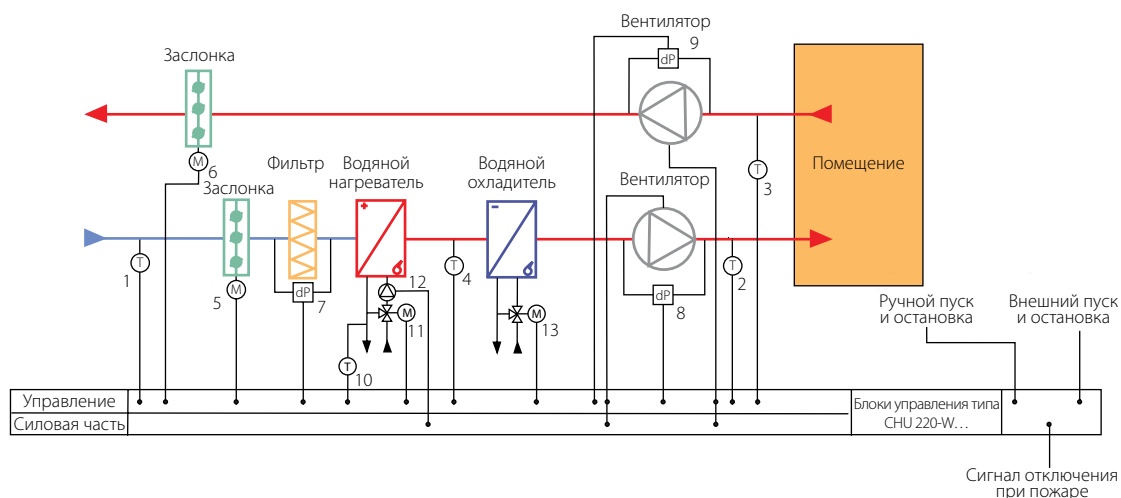 Вентилятор
9
dP
Заслонка
M
6
Фильтр
Водяной
нагреватель
Водяной
охладитель
Вентилятор
T
3
Помещение
Заслонка
T
1
M
5
dP
7
12
M
11
T
10
T
4
M
13
dP
8
T
2
Ручной пуск
и остановка
Внешний пуск
и остановка
Управление
Силовая часть
Блоки управления типа
CHU 220-W...
Сигнал отключения
при пожаре